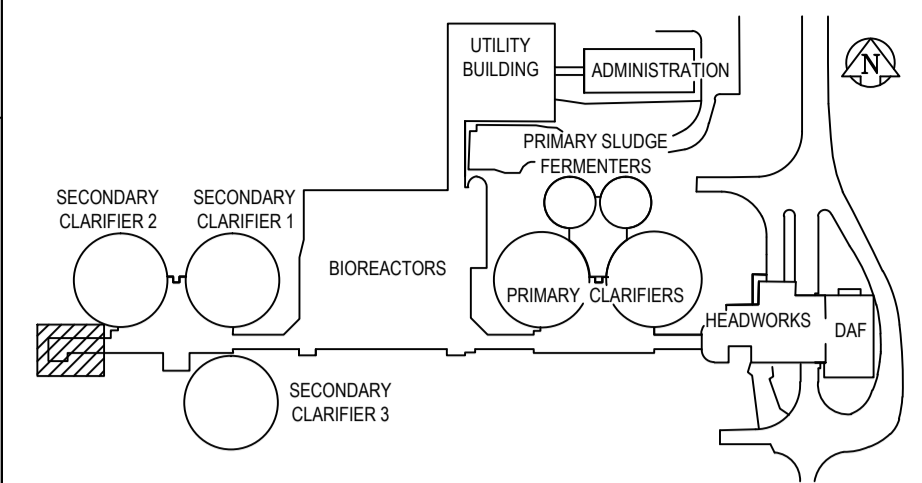 UTILITY
BUILDING
ADMINISTRATION
N
PRIMARY SLUDGE
FERMENTERS
SECONDARY
CLARIFIER 2
SECONDARY
CLARIFIER 1
BIOREACTORS
PRIMARY CLARIFIERS
HEADWORKS
DAF
SECONDARY
CLARIFIER 3